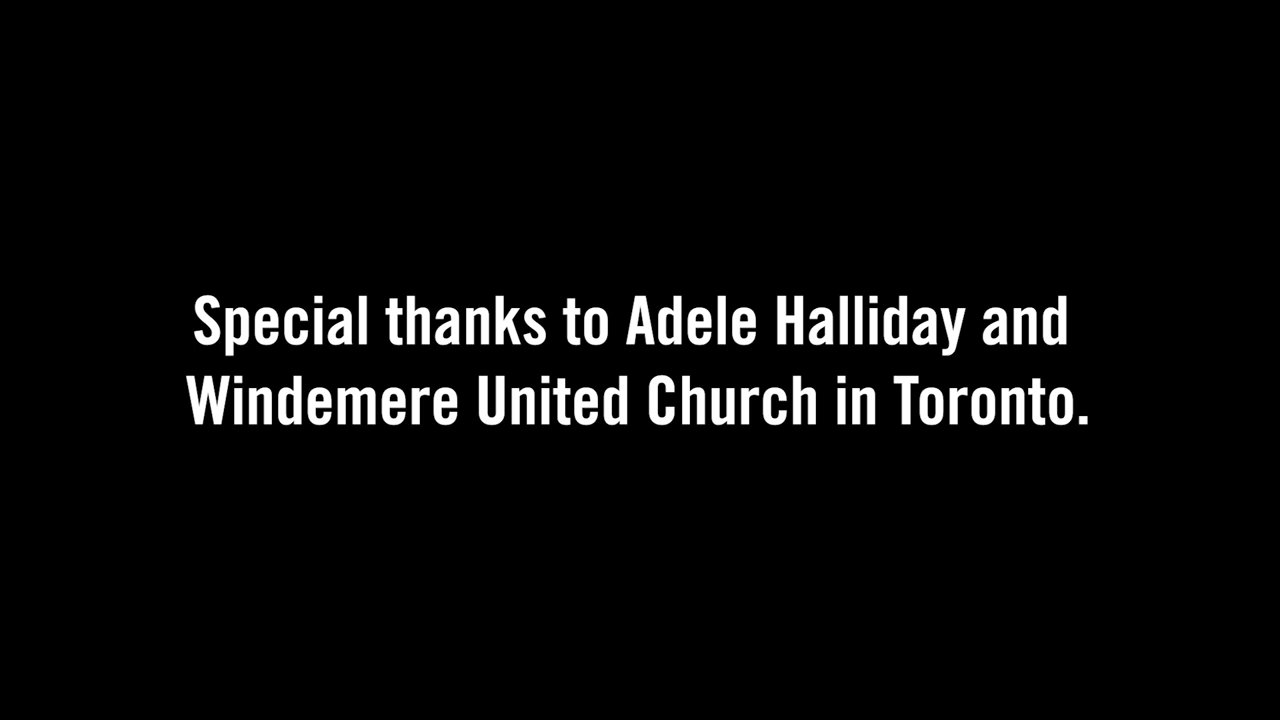 Special thanks to Adele Halliday and
Windemere United Church in Toronto.